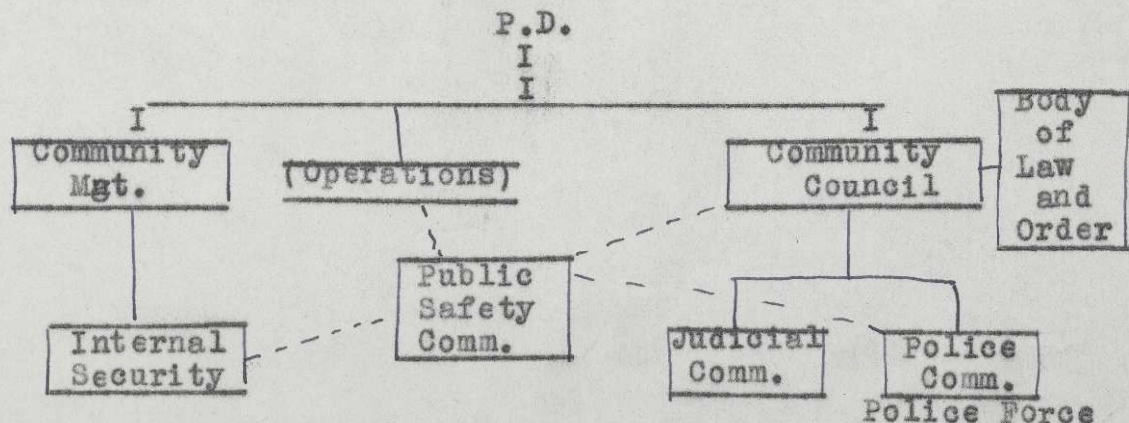 P.D.
Community
Mgt.
(Operations)
Community
Council
Body
of
Law
and
Order
Public
Safety
Comm.
Internal
Security
Judicial
Comm.
Police
Comm.
Police Force